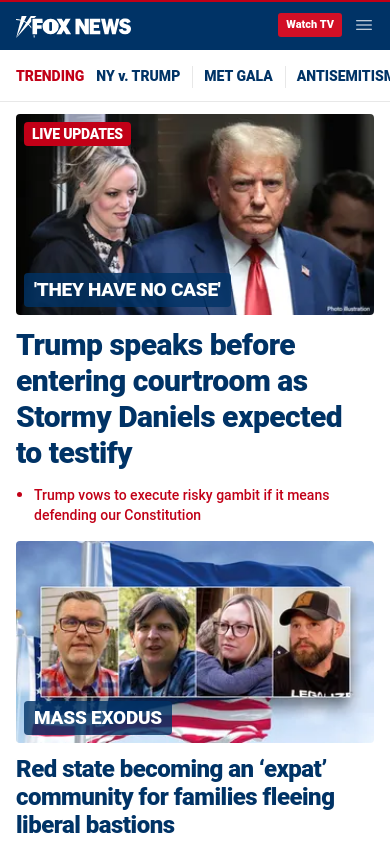 FOX NEWS
Watch TV
TRENDING NY v. TRUMP MET GALA ANTISEMITISM
LIVE UPDATES
'THEY HAVE NO CASE'
Photo illustration
Trump speaks before
entering courtroom as
Stormy Daniels expected
to testify
• Trump vows to execute risky gambit if it means
defending our Constitution
LEGALIZE
MASS EXODUS
Red state becoming an ‘expat’
community for families fleeing
liberal bastions